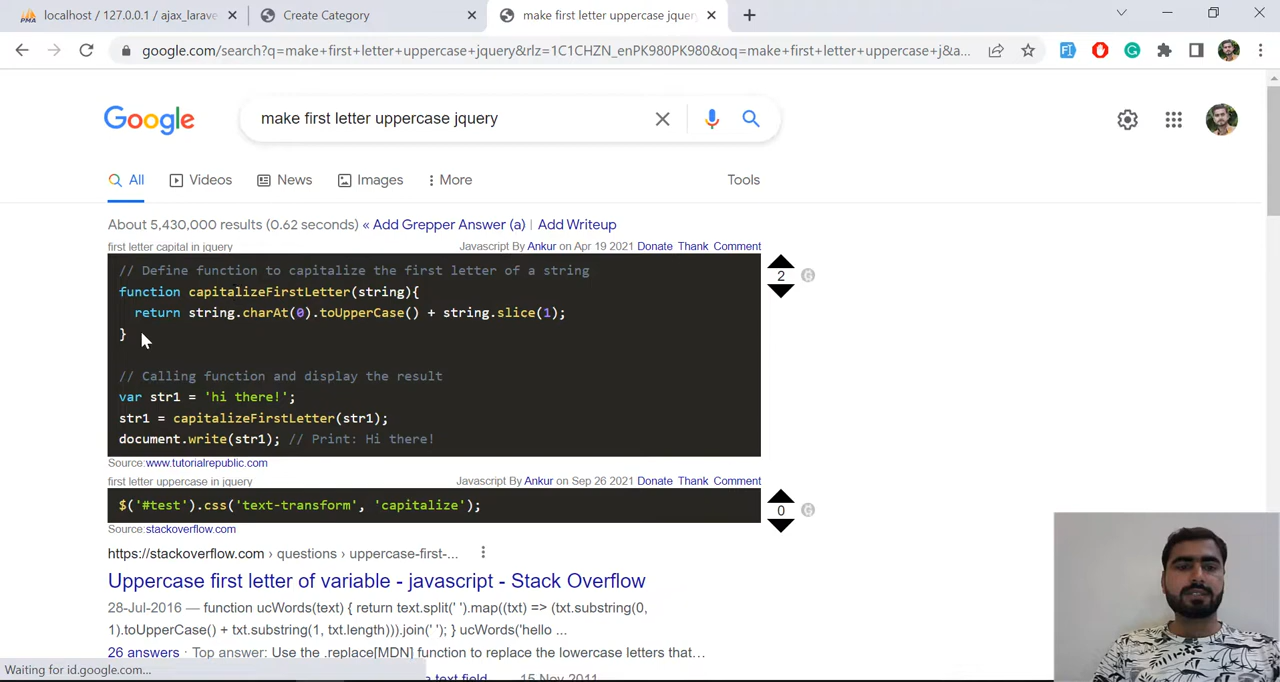 localhost / 127.0.0.1 / ajax_larave
Create Category
make first letter uppercase jquery
google.com/search?q=make+first+letter+uppercase+jquery&rlz=1C1CHZN_enPK980PK980&oq=make+first+letter+uppercase+j&a...
Google
make first letter uppercase jquery
All
Videos
News
Images
More
Tools
About 5,430,000 results (0.62 seconds) « Add Grepper Answer (a) | Add Writeup
first letter capital in jquery
Javascript By Ankur on Apr 19 2021 Donate Thank Comment
// Define function to capitalize the first letter of a string
function capitalizeFirstLetter(string){
return string.charAt(0).toUpperCase() + string.slice(1);
}
2
// Calling function and display the result
var str1 = 'hi there!';
str1 = capitalizeFirstLetter(str1);
document.write(str1); // Print: Hi there!
Source:www.tutorialrepublic.com
first letter uppercase in jquery
Javascript By Ankur on Sep 26 2021 Donate Thank Comment
$('#test').css('text-transform', 'capitalize');
0
Source:stackoverflow.com
https://stackoverflow.com › questions › uppercase-first-...
Uppercase first letter of variable - javascript - Stack Overflow
28-Jul-2016 — function ucWords(text) { return text.split(' ').map((txt) => (txt.substring(0,
1).toUpperCase() + txt.substring(1, txt.length))).join(' '); } ucWords('hello ...
26 answers · Top answer: Use the .replace[MDN] function to replace the lowercase letters that…
Waiting for id.google.com...
a text field
15 Nov 2011